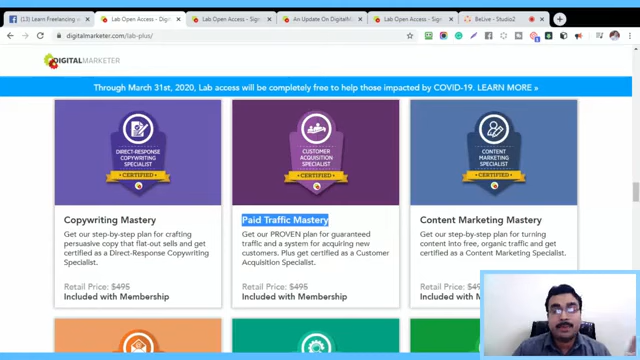 (13) Learn Freelancing o
Lab Open Access - Dig
Lab Open Access - Sign
An Update On DigitalM
Lab Open Access - Sign
BeLive - Studio2
digitalmarketer.com/lab-plus/
DIGITALMARKETER
Through March 31st, 2020, Lab access will be completely free to help those impacted by COVID-19. LEARN MORE »
DIRECT-RESPONSE
COPYWRITING
SPECIALIST
CERTIFIED
CUSTOMER
ACQUISITION
SPECIALIST
CERTIFIED
CONTENT
MARKETING
SPECIALIST
CERTIFIED
Copywriting Mastery
Get our step-by-step plan for crafting
persuasive copy that flat-out sells and get
certified as a Direct-Response Copywriting
Specialist.
Retail Price: $495
Included with Membership
Paid Traffic Mastery
Get our PROVEN plan for guaranteed
traffic and a system for acquiring new
customers. Plus get certified as a Customer
Acquisition Specialist.
Retail Price: $495
Included with Membership
Content Marketing Mastery
Get our step-by-step plan for turning
content into free, organic traffic and get
certified as a Content Marketing Specialist.
Retail Price: $495
Included with Membership